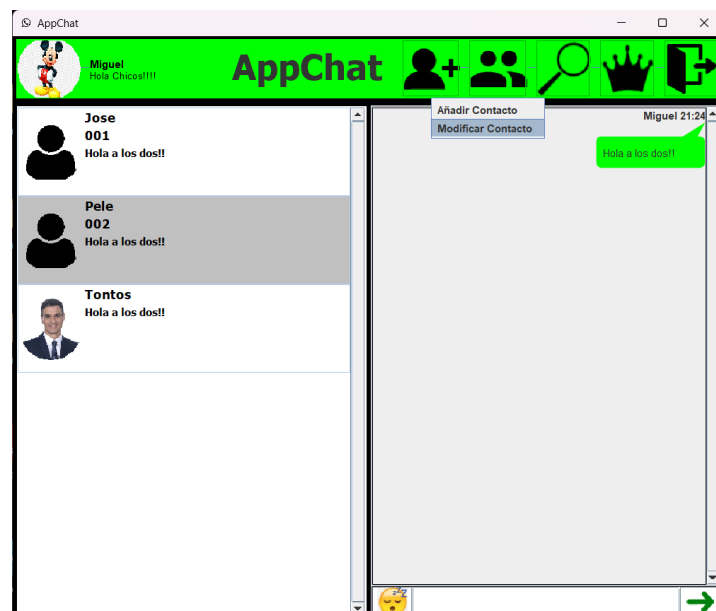 AppChat
Miguel
Hola Chicos!!!!
AppChat
Añadir Contacto
Modificar Contacto
Jose
001
Hola a los dos!!
Pele
002
Hola a los dos!!
Tontos
Hola a los dos!!
Miguel 21:24
Hola a los dos!!